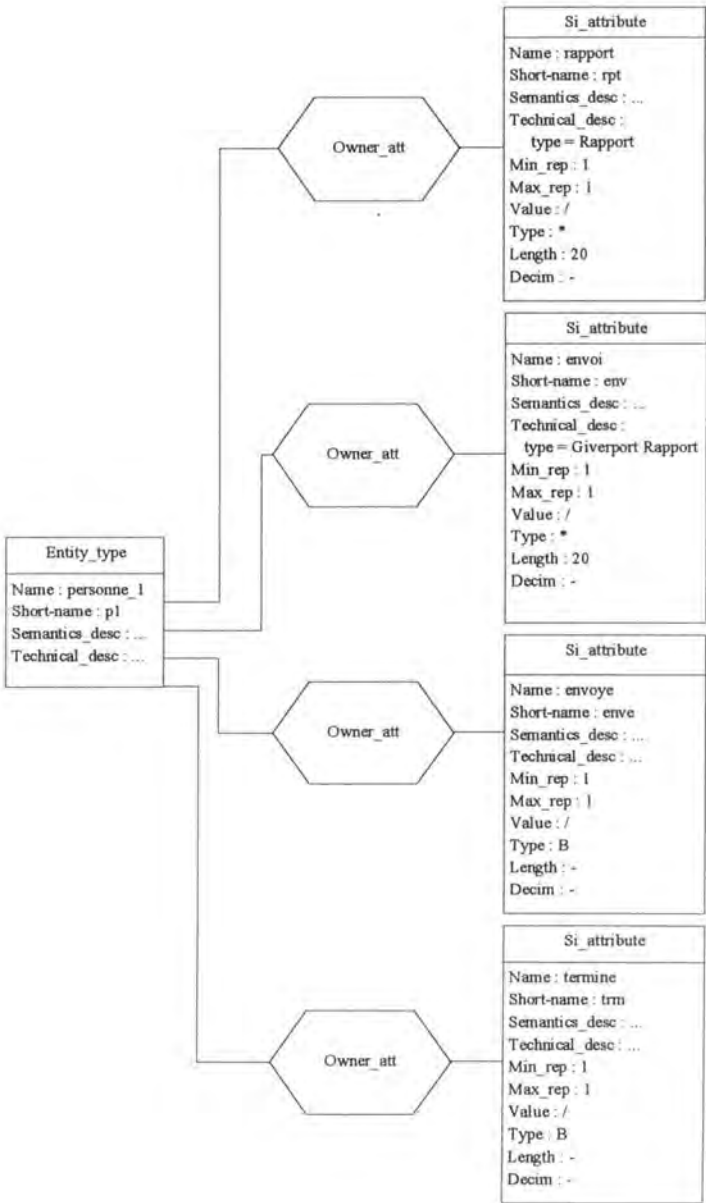 Si_attribute
Name : rapport
Short-name : rpt
Semantics_desc : ...
Technical_desc :
type = Rapport
Min_rep : 1
Max_rep : 1
Value : /
Type : *
Length : 20
Decim : -
Owner_att
Si_attribute
Name : envoi
Short-name : env
Semantics_desc : ...
Technical_desc :
type = Giverport Rapport
Min_rep : 1
Max_rep : 1
Value : /
Type : *
Length : 20
Decim : -
Owner_att
Entity_type
Name : personne_1
Short-name : p1
Semantics_desc : ...
Technical_desc : ...
Si_attribute
Name : envoye
Short-name : enve
Semantics_desc : ...
Technical_desc : ...
Min_rep : 1
Max_rep : 1
Value : /
Type : B
Length : -
Decim : -
Owner_att
Si_attribute
Name : termine
Short-name : trm
Semantics_desc : ...
Technical_desc : ...
Min_rep : 1
Max_rep : 1
Value : /
Type : B
Length : -
Decim : -
Owner_att